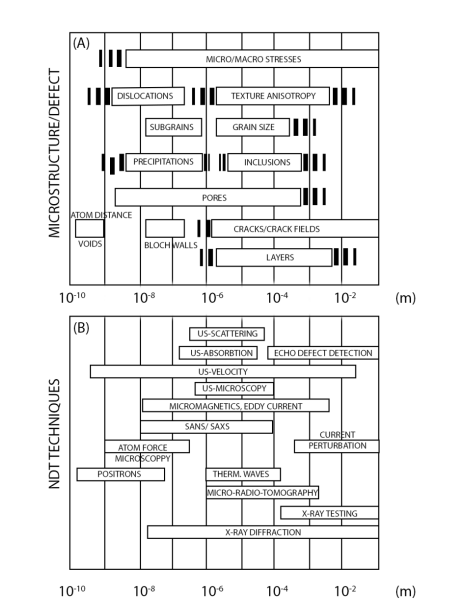 (A)
MICROSTRUCTURE/DEFECT
MICRO/MACRO STRESSES
DISLOCATIONS
TEXTURE ANISOTROPY
SUBGRAINS
GRAIN SIZE
PRECIPITATIONS
INCLUSIONS
PORES
ATOM DISTANCE
VOIDS
BLOCH WALLS
CRACKS/CRACK FIELDS
LAYERS
10-10 10-8 10-6 10-4 10-2 (m)
(B)
NDT TECHNIQUES
US-SCATTERING
US-ABSORBTION
ECHO DEFECT DETECTION
US-VELOCITY
US-MICROSCOPY
MICROMAGNETICS, EDDY CURRENT
SANS/ SAXS
CURRENT
PERTURBATION
ATOM FORCE
MICROSCOPPY
POSITRONS
THERM. WAVES
MICRO-RADIO-TOMOGRAPHY
X-RAY TESTING
X-RAY DIFFRACTION
10-10 10-8 10-6 10-4 10-2 (m)